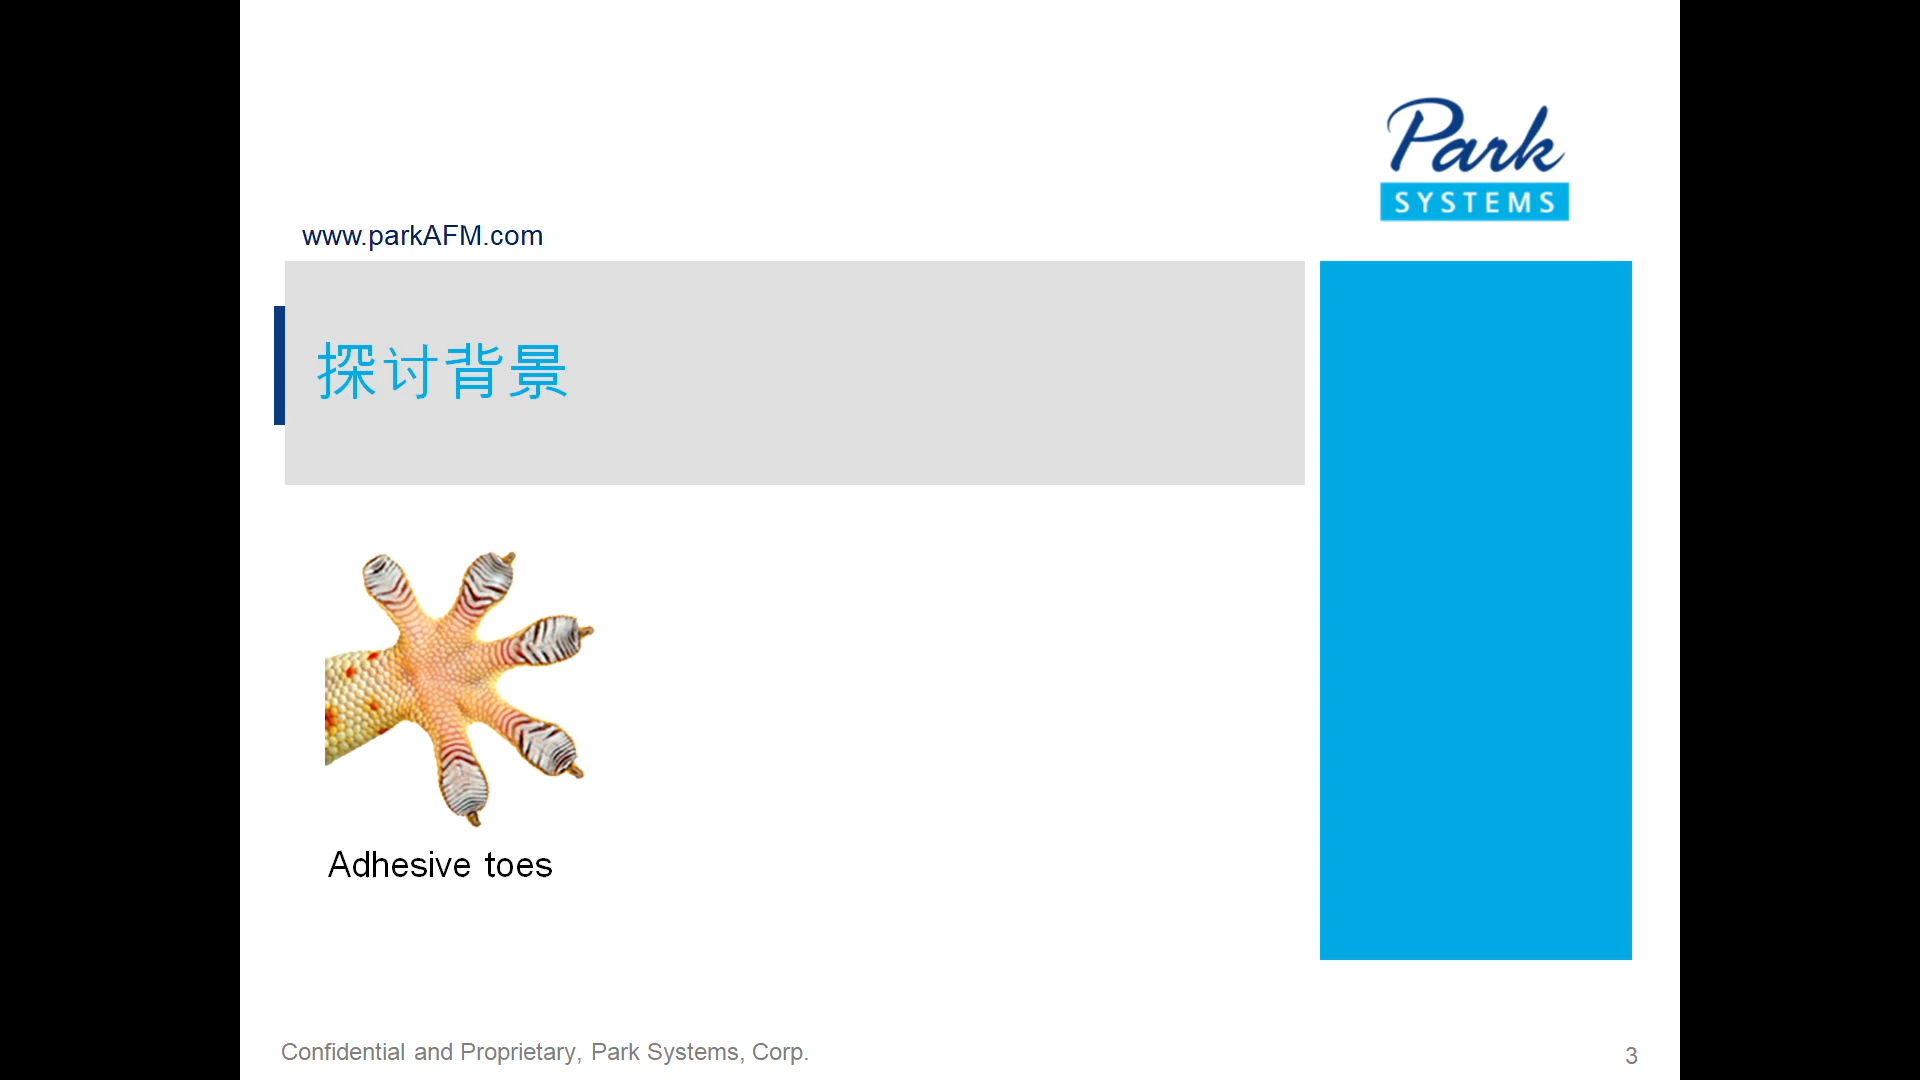 Park
SYSTEMS
www.parkAFM.com
探讨背景
Adhesive toes
Confidential and Proprietary, Park Systems, Corp.
3